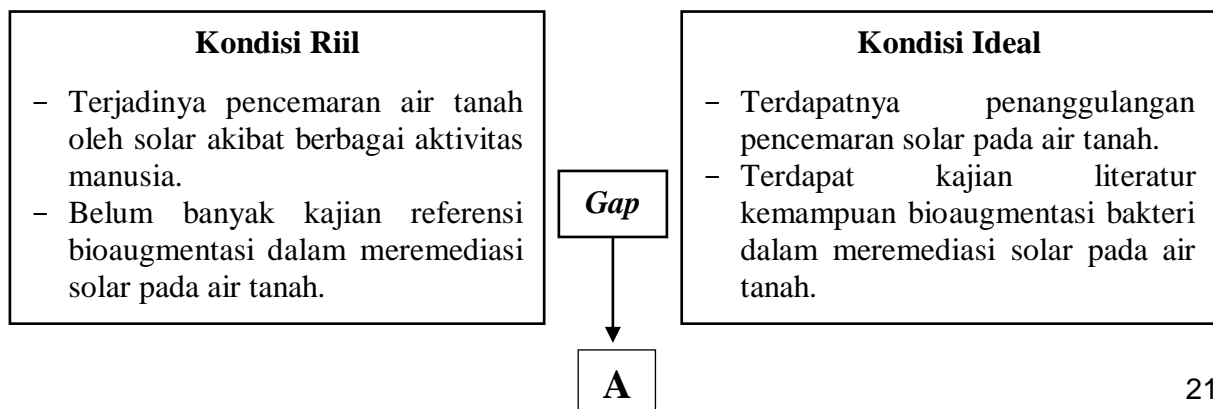 Kondisi Riil
− Terjadinya pencemaran air tanah
oleh solar akibat berbagai aktivitas
manusia.
− Belum banyak kajian referensi
bioaugmentasi dalam meremediasi
solar pada air tanah.
Gap
Kondisi Ideal
− Terdapatnya penanggulangan
pencemaran solar pada air tanah.
− Terdapat kajian literatur
kemampuan bioaugmentasi bakteri
dalam meremediasi solar pada air
tanah.
A
21